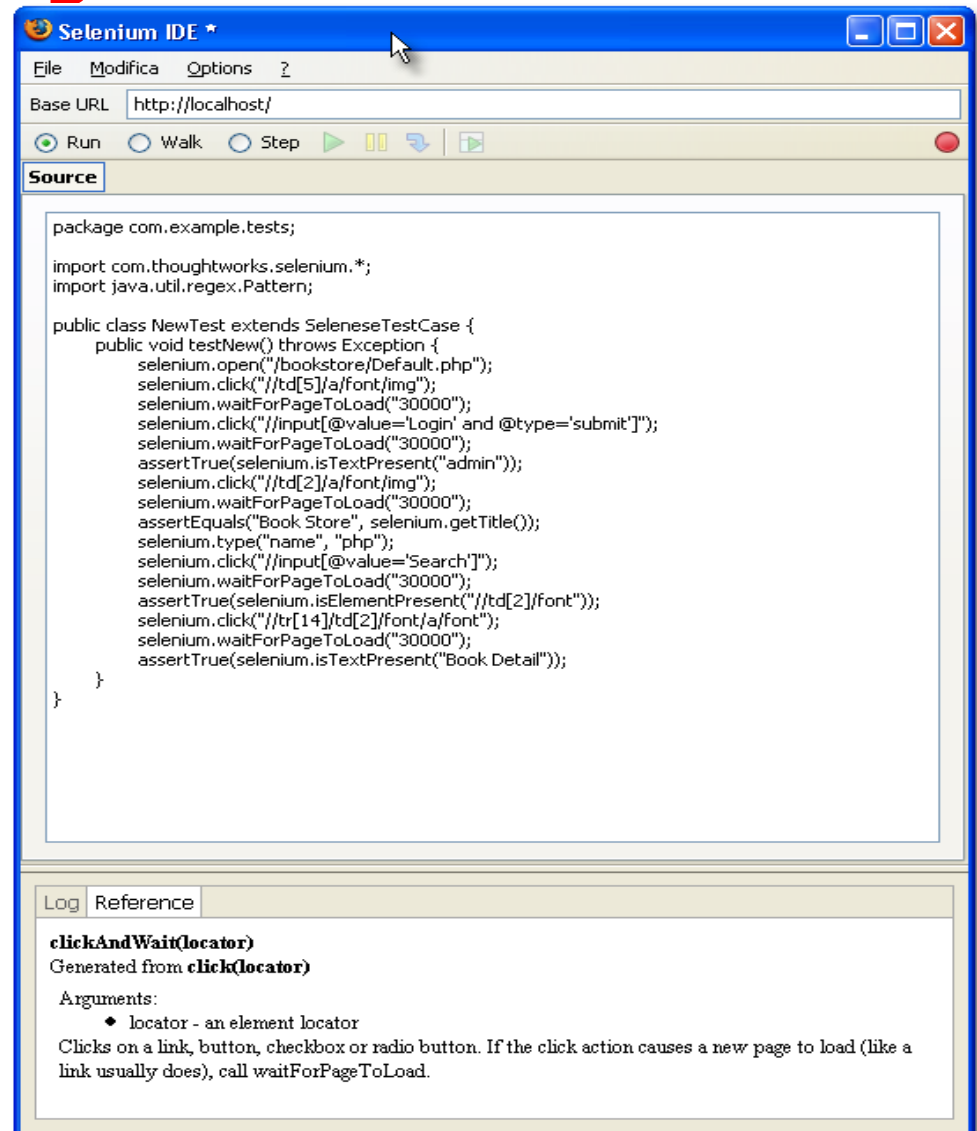 Selenium IDE *
File Modifica Options ?
Base URL http://localhost/
Run Walk Step
Source
package com.example.tests;
import com.thoughtworks.selenium.*;
import java.util.regex.Pattern;
public class NewTest extends SeleneseTestCase {
public void testNew() throws Exception {
selenium.open("/bookstore/Default.php");
selenium.click("//td[5]/a/font/img");
selenium.waitForPageToLoad("30000");
selenium.click("//input[@value='Login' and @type='submit']");
selenium.waitForPageToLoad("30000");
assertTrue(selenium.isTextPresent("admin"));
selenium.click("//td[2]/a/font/img");
selenium.waitForPageToLoad("30000");
assertEquals("Book Store", selenium.getTitle());
selenium.type("name", "php");
selenium.click("//input[@value='Search']");
selenium.waitForPageToLoad("30000");
assertTrue(selenium.isElementPresent("//td[2]/font"));
selenium.click("//tr[14]/td[2]/font/a/font");
selenium.waitForPageToLoad("30000");
assertTrue(selenium.isTextPresent("Book Detail"));
}
}
Log Reference
clickAndWait(locator)
Generated from click(locator)
Arguments:
• locator - an element locator
Clicks on a link, button, checkbox or radio button. If the click action causes a new page to load (like a
link usually does), call waitForPageToLoad.